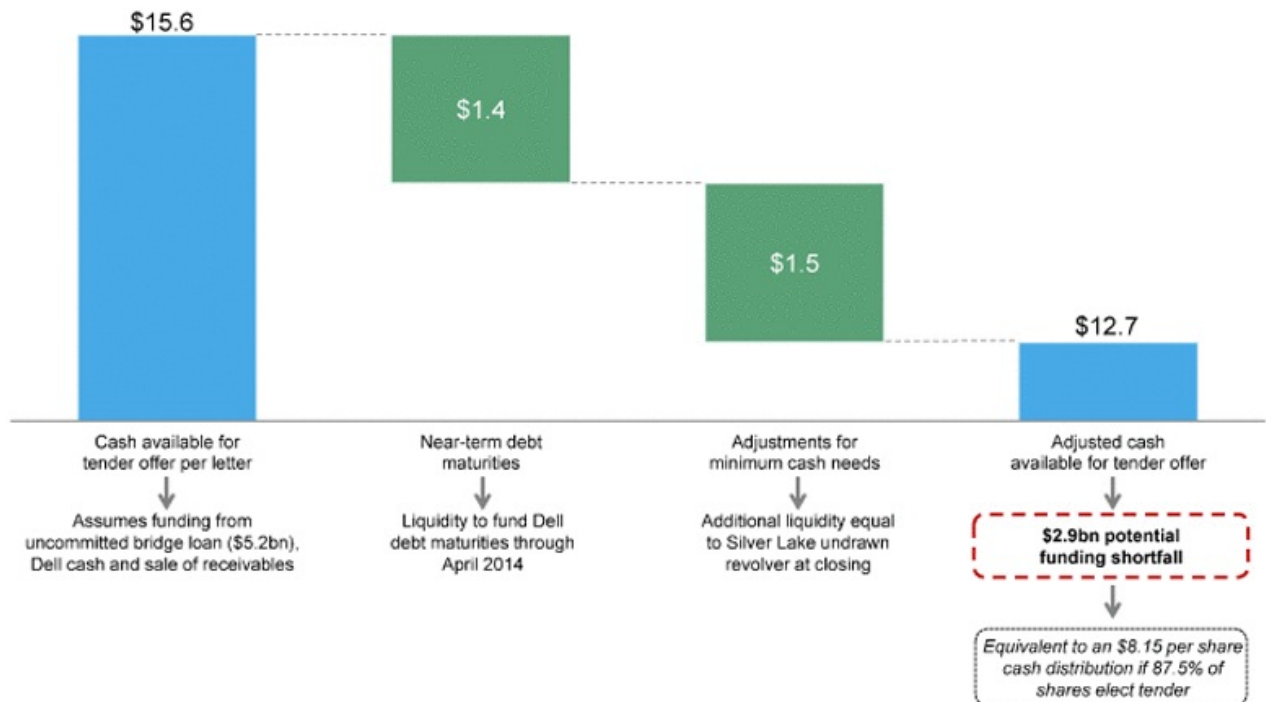 $15.6
$1.4
$1.5
$12.7
Cash available for
tender offer per letter
Assumes funding from
uncommitted bridge loan ($5.2bn),
Dell cash and sale of receivables
Near-term debt
maturities
Liquidity to fund Dell
debt maturities through
April 2014
Adjustments for
minimum cash needs
Additional liquidity equal
to Silver Lake undrawn
revolver at closing
Adjusted cash
available for tender offer
$2.9bn potential
funding shortfall
Equivalent to an $8.15 per share
cash distribution if 87.5% of
shares elect tender